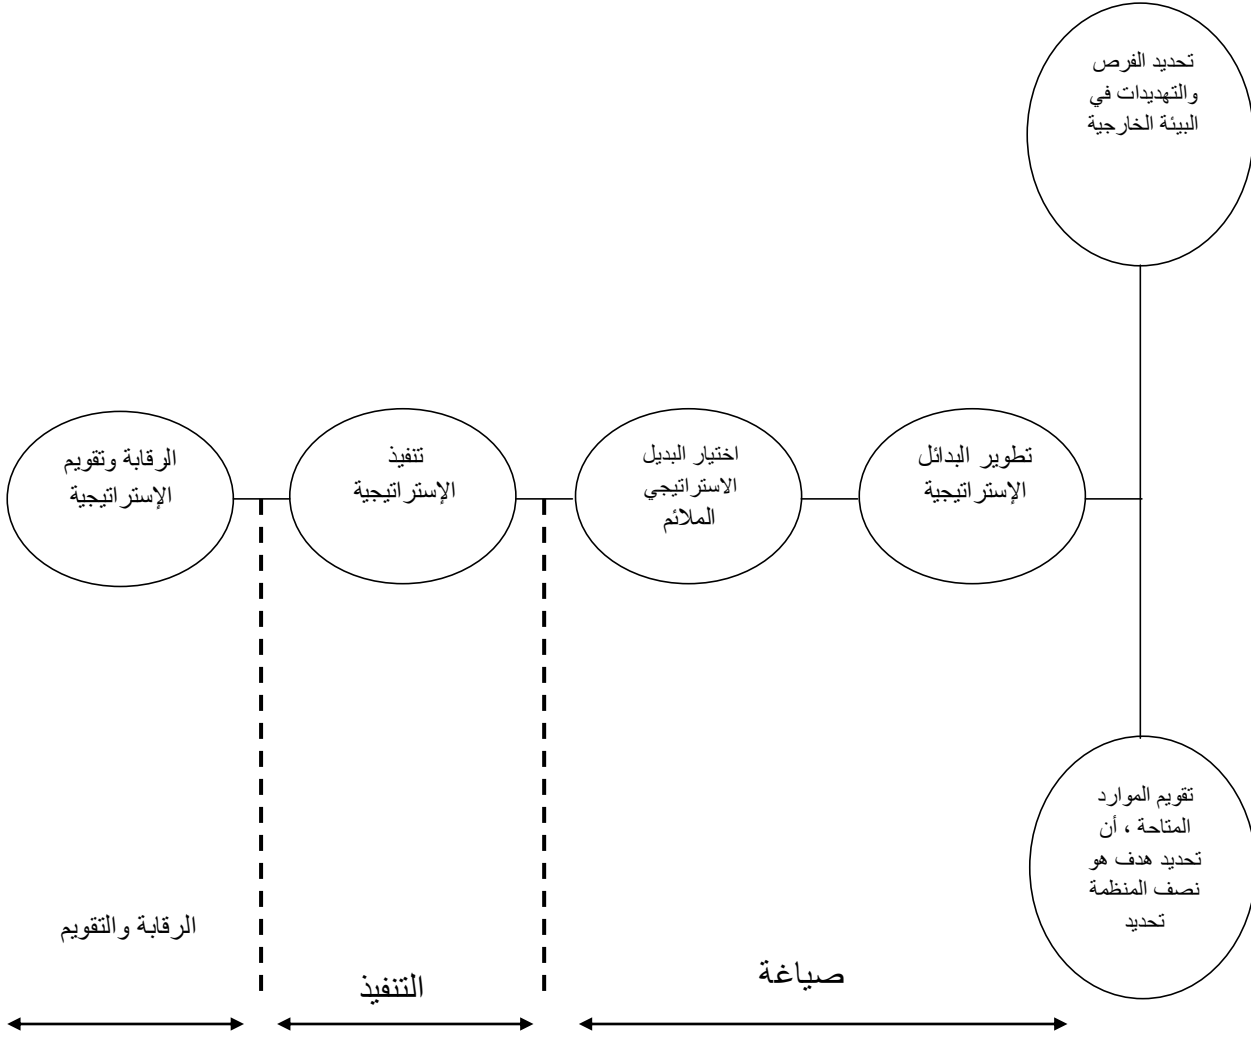 تحديد الفرص
والتهديدات في
البيئة الخارجية
تطوير البدائل
الإستراتيجية
اختيار البديل
الاستراتيجي
الملائم
تنفيذ
الإستراتيجية
الرقابة وتقويم
الإستراتيجية
تقويم الموارد
المتاحة ، أن
تحديد هدف هو
نصف المنظمة
تحديد
صياغة
التنفيذ
الرقابة والتقويم